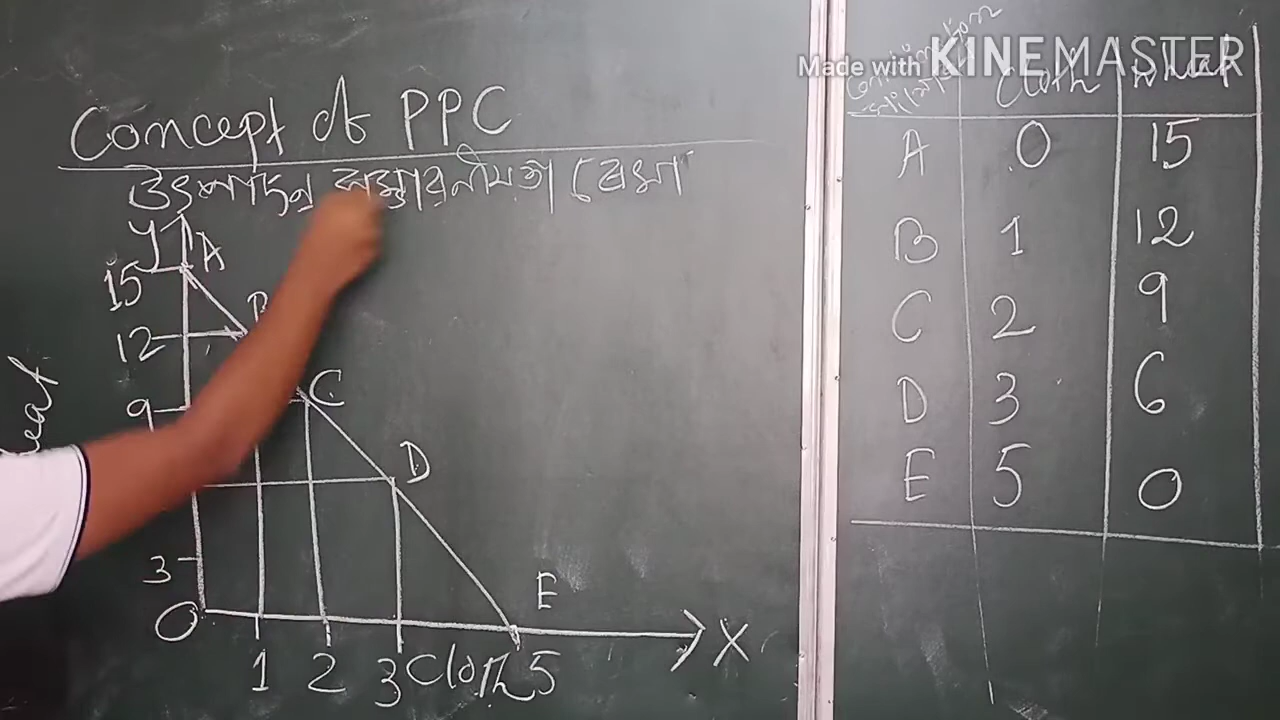 Made with KINEMASTER
Concept of PPC
উৎপাদন সম্ভাবনীয়তা রেখা
Combination Cloth Wheat
A 0 15
B 1 12
C 2 9
D 3 6
E 5 0
Y A
15
B
12
C
9
D
3
E
O X
1 2 3 Cloth 5